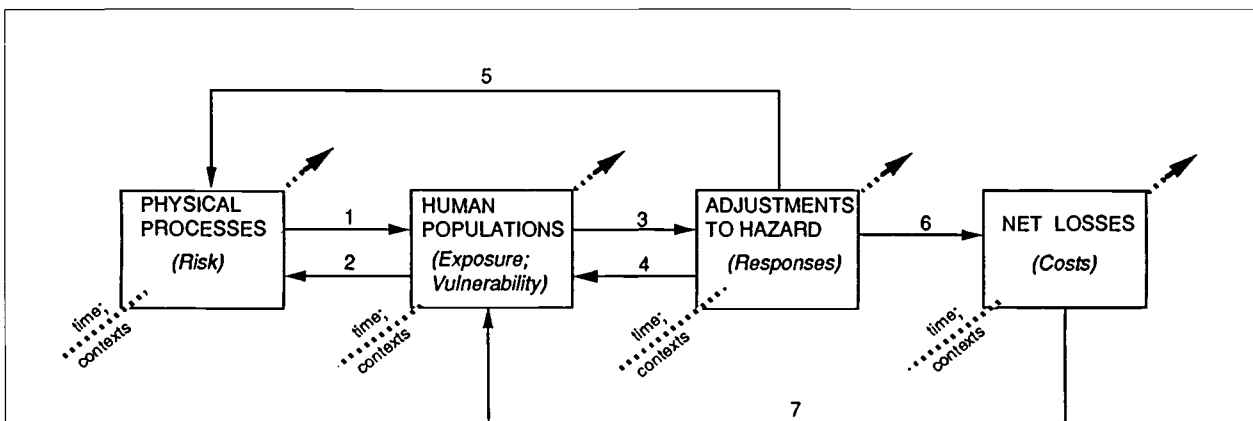 5
PHYSICAL
PROCESSES
(Risk)
1
2
HUMAN
POPULATIONS
(Exposure;
Vulnerability)
3
4
ADJUSTMENTS
TO HAZARD
(Responses)
6
NET LOSSES
(Costs)
time;
contexts
time;
contexts
time;
contexts
time;
contexts
7